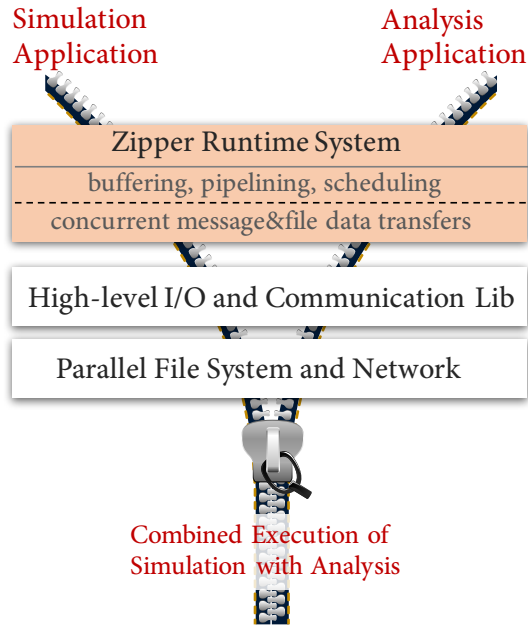 Simulation
Application
Analysis
Application
Zipper Runtime System
buffering, pipelining, scheduling
concurrent message&file data transfers
High-level I/O and Communication Lib
Parallel File System and Network
Combined Execution of
Simulation with Analysis